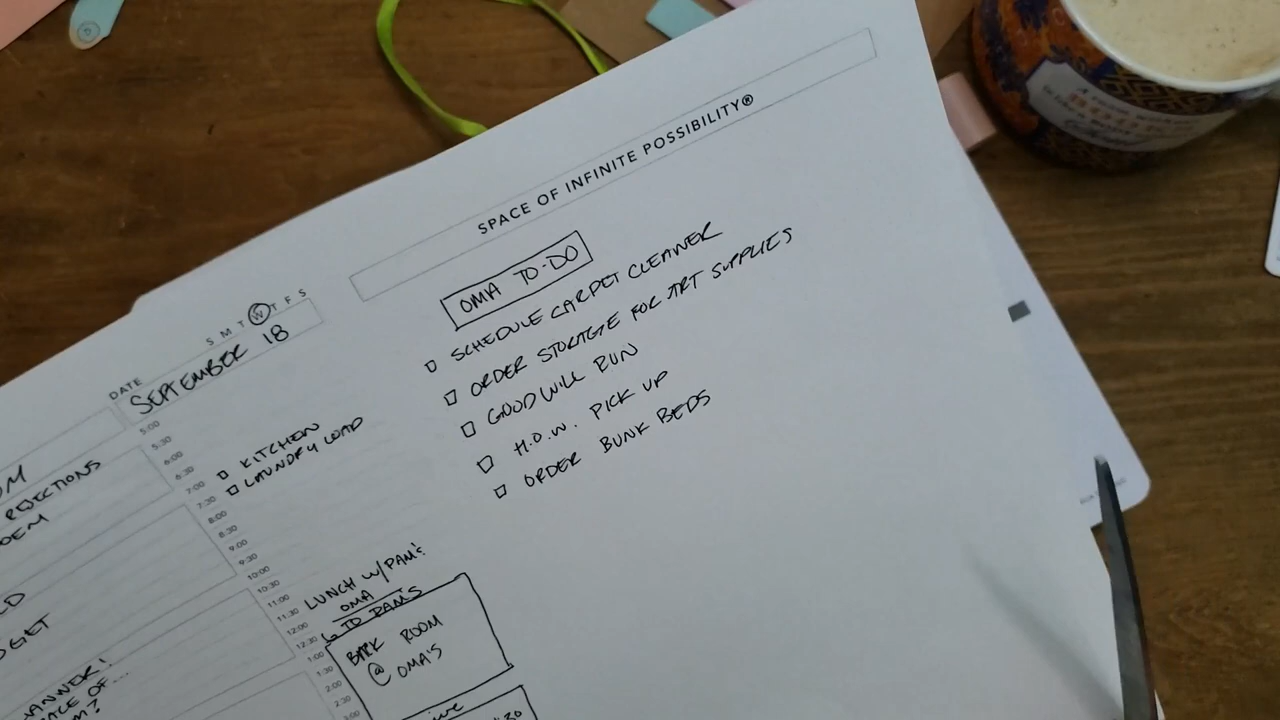 SPACE OF INFINITE POSSIBILITY®
OMA TO-DO
SCHEDULE CARPET CLEANER
ORDER STORAGE FOR ART SUPPLIES
GOODWILL RUN
H.O.W. PICK UP
ORDER BUNK BEDS
S M T W T F S
DATE
SEPTEMBER 18
5:00
5:30
6:00
6:30
7:00
KITCHEN
7:30
LAUNDRY LOAD
8:00
8:30
9:00
9:30
10:00
10:30
11:00
LUNCH W/PAM &
11:30
OMA
12:00
TO PAM'S
12:30
1:00
BARK ROOM
1:30
@ OMA'S
2:00
2:30
3:00